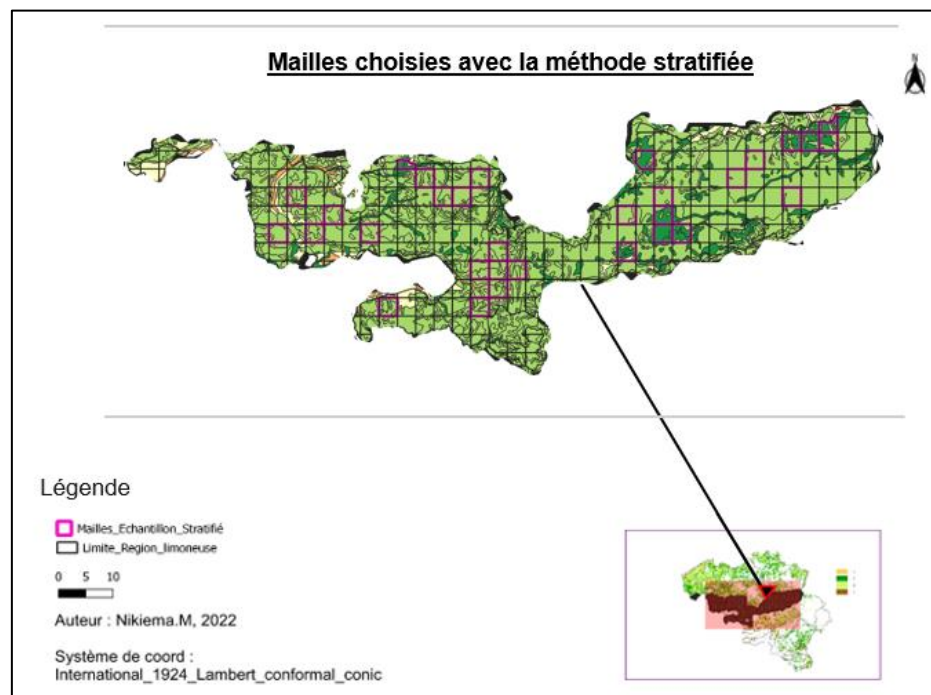 Mailles choisies avec la méthode stratifiée
N
Légende
Mailles_Echantillon_Stratifié
Limite_Region_limoneuse
0 5 10
Auteur : Nikiema.M, 2022
Système de coord :
International_1924_Lambert_conformal_conic